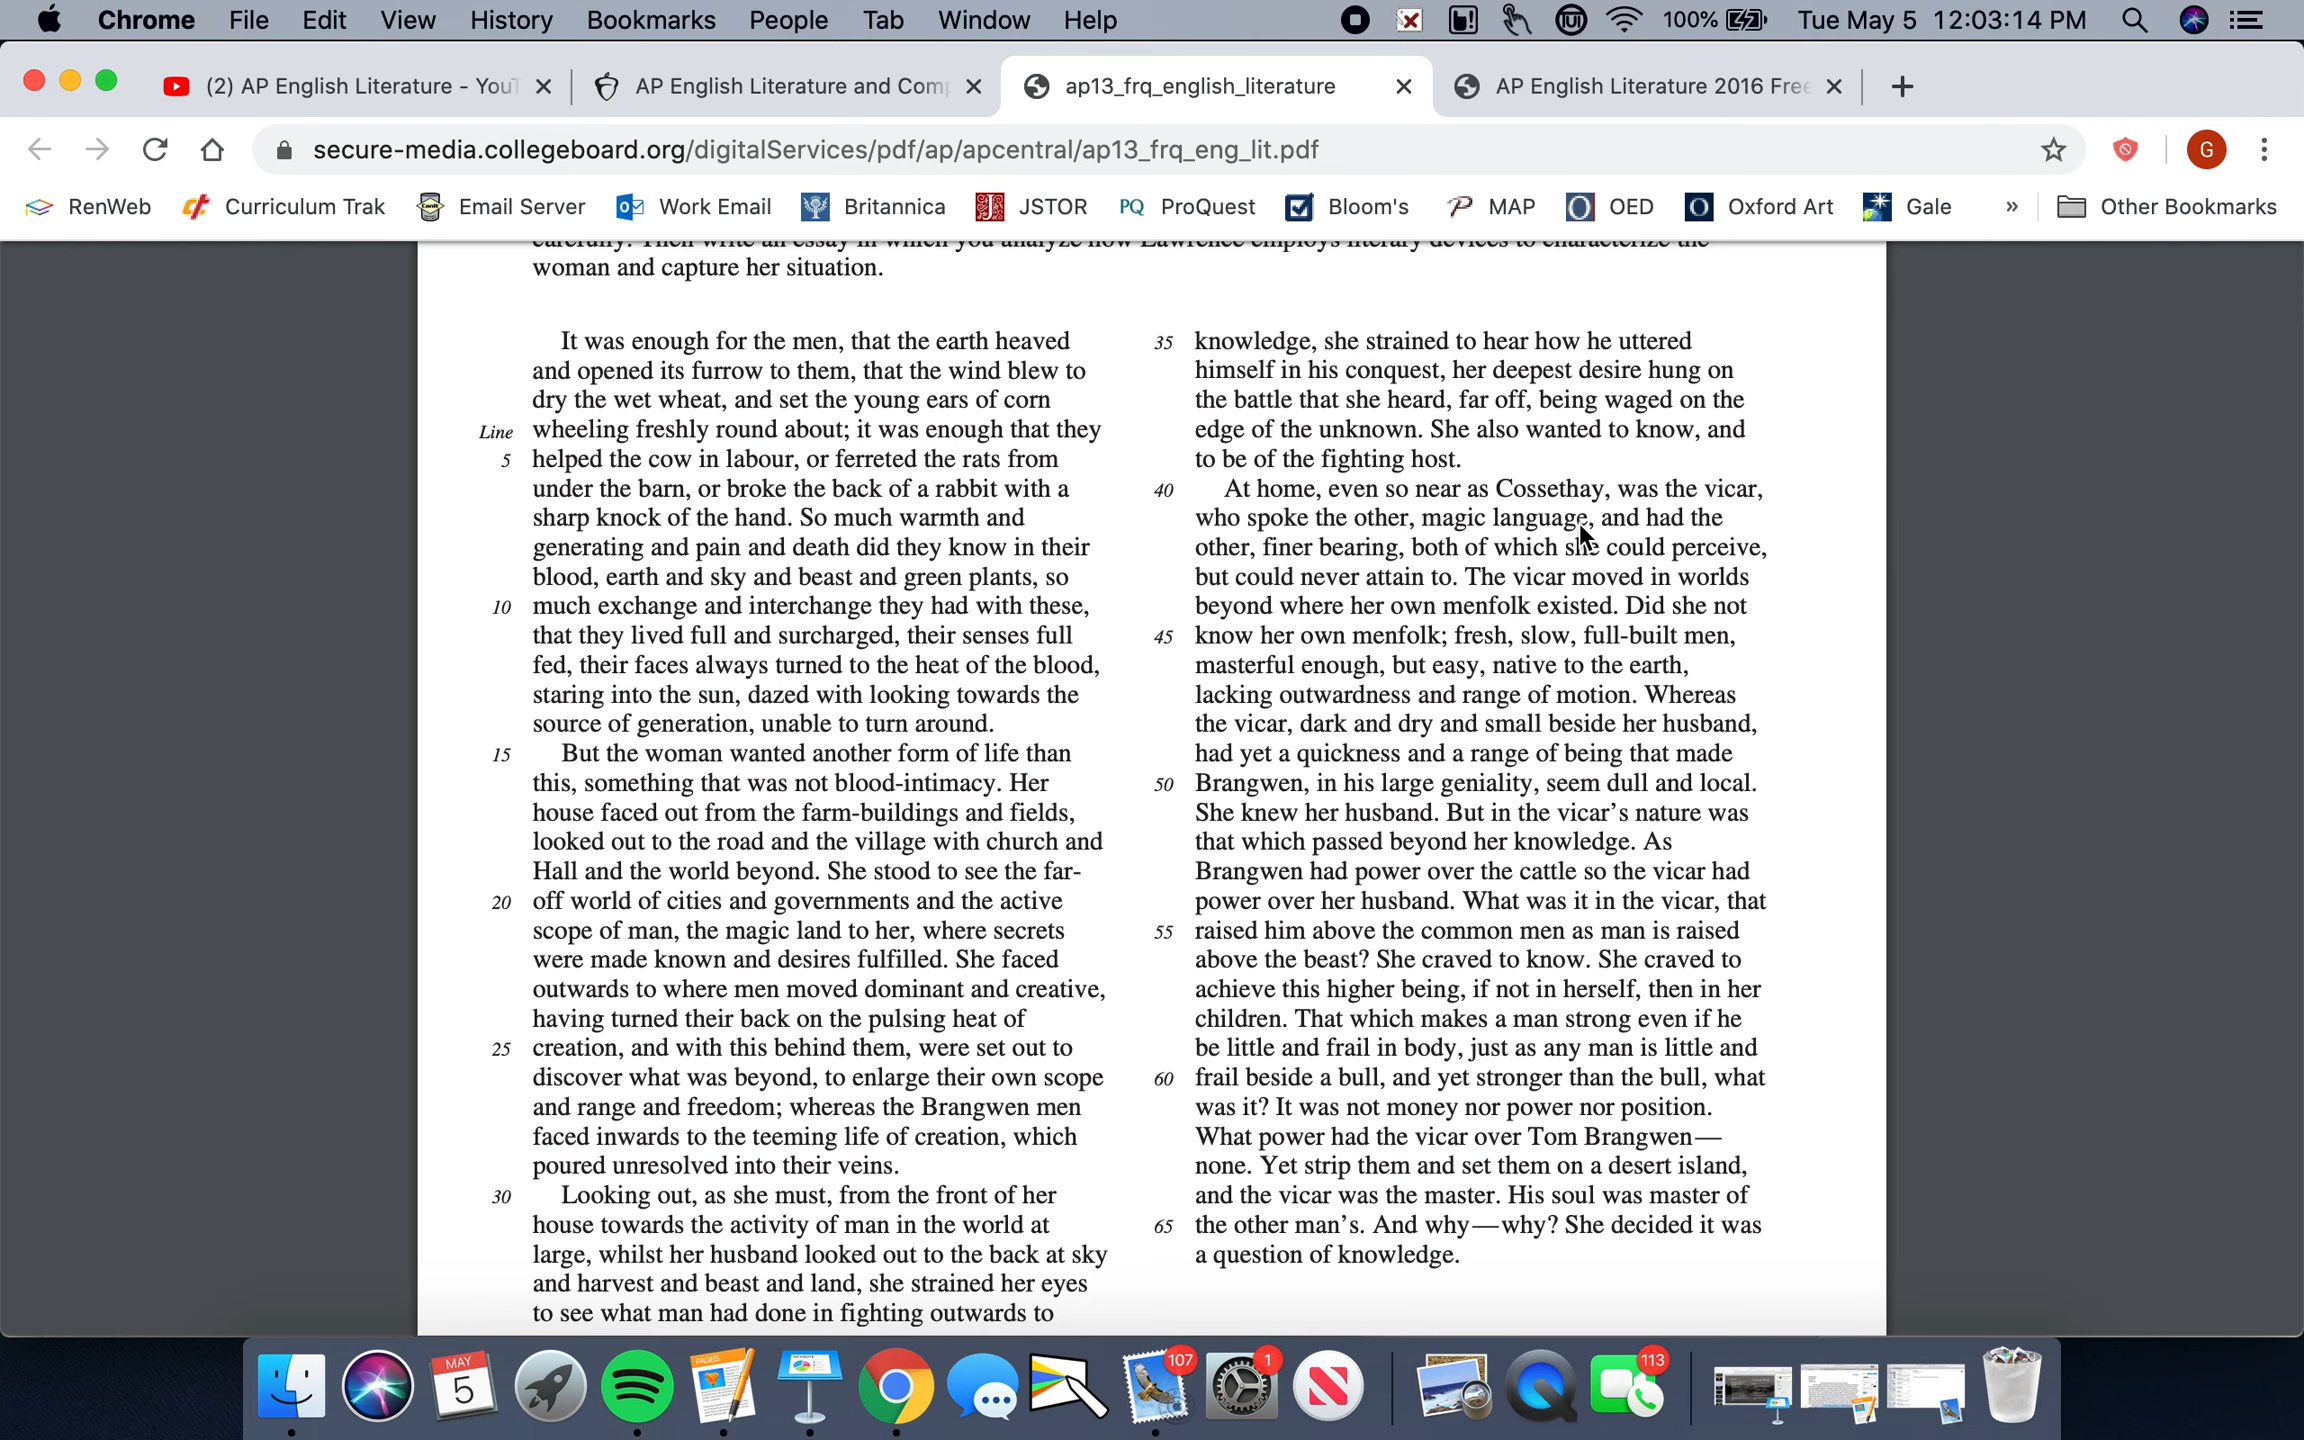 Chrome File Edit View History Bookmarks People Tab Window Help 100% Tue May 5 12:03:14 PM
(2) AP English Literature - YouT AP English Literature and Comp ap13_frq_english_literature AP English Literature 2016 Free
secure-media.collegeboard.org/digitalServices/pdf/ap/apcentral/ap13_frq_eng_lit.pdf G
RenWeb Curriculum Trak Email Server Work Email Britannica JSTOR PQ ProQuest Bloom's MAP OED Oxford Art Gale » Other Bookmarks
carefully. Then write an essay in which you analyze how Lawrence employs literary devices to characterize the
woman and capture her situation.
It was enough for the men, that the earth heaved
and opened its furrow to them, that the wind blew to
dry the wet wheat, and set the young ears of corn
Line wheeling freshly round about; it was enough that they
5 helped the cow in labour, or ferreted the rats from
under the barn, or broke the back of a rabbit with a
sharp knock of the hand. So much warmth and
generating and pain and death did they know in their
blood, earth and sky and beast and green plants, so
10 much exchange and interchange they had with these,
that they lived full and surcharged, their senses full
fed, their faces always turned to the heat of the blood,
staring into the sun, dazed with looking towards the
source of generation, unable to turn around.
15 But the woman wanted another form of life than
this, something that was not blood-intimacy. Her
house faced out from the farm-buildings and fields,
looked out to the road and the village with church and
Hall and the world beyond. She stood to see the far-
20 off world of cities and governments and the active
scope of man, the magic land to her, where secrets
were made known and desires fulfilled. She faced
outwards to where men moved dominant and creative,
having turned their back on the pulsing heat of
25 creation, and with this behind them, were set out to
discover what was beyond, to enlarge their own scope
and range and freedom; whereas the Brangwen men
faced inwards to the teeming life of creation, which
poured unresolved into their veins.
30 Looking out, as she must, from the front of her
house towards the activity of man in the world at
large, whilst her husband looked out to the back at sky
and harvest and beast and land, she strained her eyes
to see what man had done in fighting outwards to
35 knowledge, she strained to hear how he uttered
himself in his conquest, her deepest desire hung on
the battle that she heard, far off, being waged on the
edge of the unknown. She also wanted to know, and
to be of the fighting host.
40 At home, even so near as Cossethay, was the vicar,
who spoke the other, magic language, and had the
other, finer bearing, both of which she could perceive,
but could never attain to. The vicar moved in worlds
beyond where her own menfolk existed. Did she not
45 know her own menfolk; fresh, slow, full-built men,
masterful enough, but easy, native to the earth,
lacking outwardness and range of motion. Whereas
the vicar, dark and dry and small beside her husband,
had yet a quickness and a range of being that made
50 Brangwen, in his large geniality, seem dull and local.
She knew her husband. But in the vicar's nature was
that which passed beyond her knowledge. As
Brangwen had power over the cattle so the vicar had
power over her husband. What was it in the vicar, that
55 raised him above the common men as man is raised
above the beast? She craved to know. She craved to
achieve this higher being, if not in herself, then in her
children. That which makes a man strong even if he
be little and frail in body, just as any man is little and
60 frail beside a bull, and yet stronger than the bull, what
was it? It was not money nor power nor position.
What power had the vicar over Tom Brangwen—
none. Yet strip them and set them on a desert island,
and the vicar was the master. His soul was master of
65 the other man's. And why—why? She decided it was
a question of knowledge.
MAY 5 PAGES KEYNOTE 107 1 113